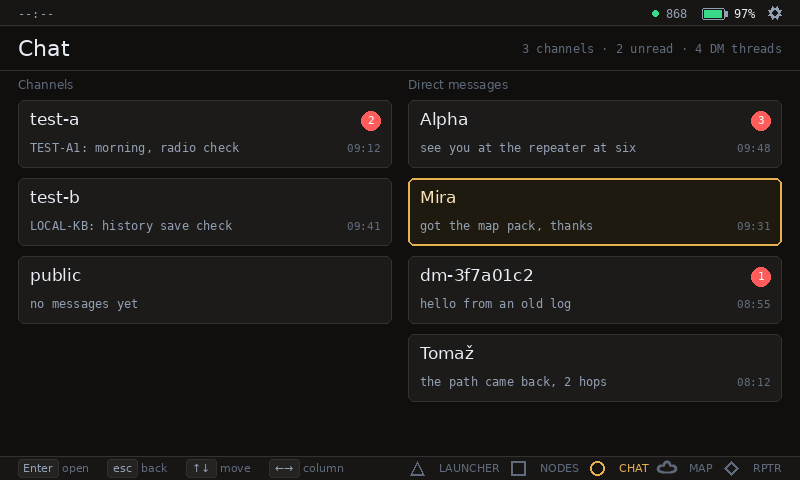 --:-- 868 97%
Chat 3 channels · 2 unread · 4 DM threads
Channels
test-a 2
TEST-A1: morning, radio check 09:12
test-b
LOCAL-KB: history save check 09:41
public
no messages yet
Direct messages
Alpha 3
see you at the repeater at six 09:48
Mira
got the map pack, thanks 09:31
dm-3f7a01c2 1
hello from an old log 08:55
Tomaž
the path came back, 2 hops 08:12
Enter open esc back ↑↓ move ←→ column LAUNCHER NODES CHAT MAP RPTR